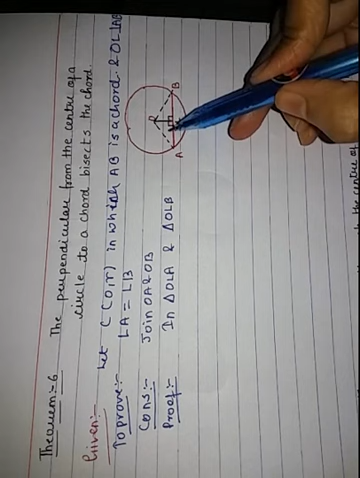 Theorem:-6 The perpendicular from the centre of a
circle to a chord bisects the chord.
Given:- Let C(O,r) in which AB is a chord & OL⊥AB
To prove:- LA = LB
Cons:- Join OA & OB
Proof:- In ΔOLA & ΔOLB
B
A